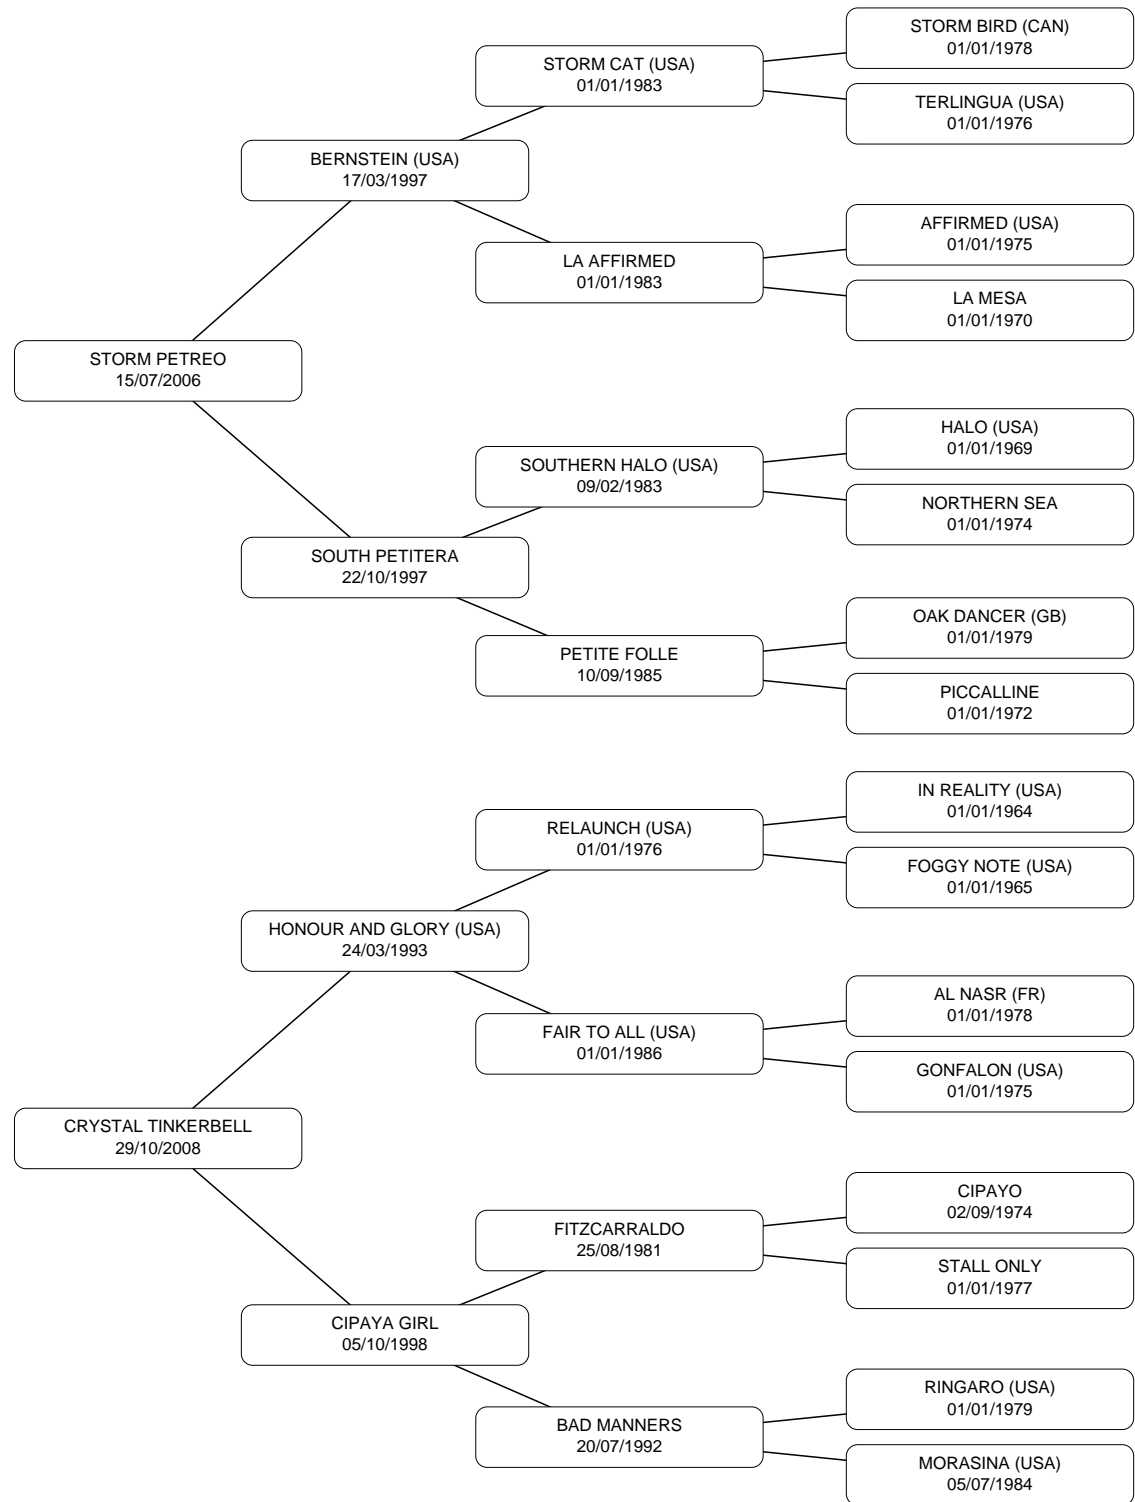 STORM BIRD (CAN)
01/01/1978
STORM CAT (USA)
01/01/1983
TERLINGUA (USA)
01/01/1976
BERNSTEIN (USA)
17/03/1997
AFFIRMED (USA)
01/01/1975
LA AFFIRMED
01/01/1983
LA MESA
01/01/1970
STORM PETREO
15/07/2006
HALO (USA)
01/01/1969
SOUTHERN HALO (USA)
09/02/1983
NORTHERN SEA
01/01/1974
SOUTH PETITERA
22/10/1997
OAK DANCER (GB)
01/01/1979
PETITE FOLLE
10/09/1985
PICCALLINE
01/01/1972
IN REALITY (USA)
01/01/1964
RELAUNCH (USA)
01/01/1976
FOGGY NOTE (USA)
01/01/1965
HONOUR AND GLORY (USA)
24/03/1993
AL NASR (FR)
01/01/1978
FAIR TO ALL (USA)
01/01/1986
GONFALON (USA)
01/01/1975
CRYSTAL TINKERBELL
29/10/2008
CIPAYO
02/09/1974
FITZCARRALDO
25/08/1981
STALL ONLY
01/01/1977
CIPAYA GIRL
05/10/1998
RINGARO (USA)
01/01/1979
BAD MANNERS
20/07/1992
MORASINA (USA)
05/07/1984